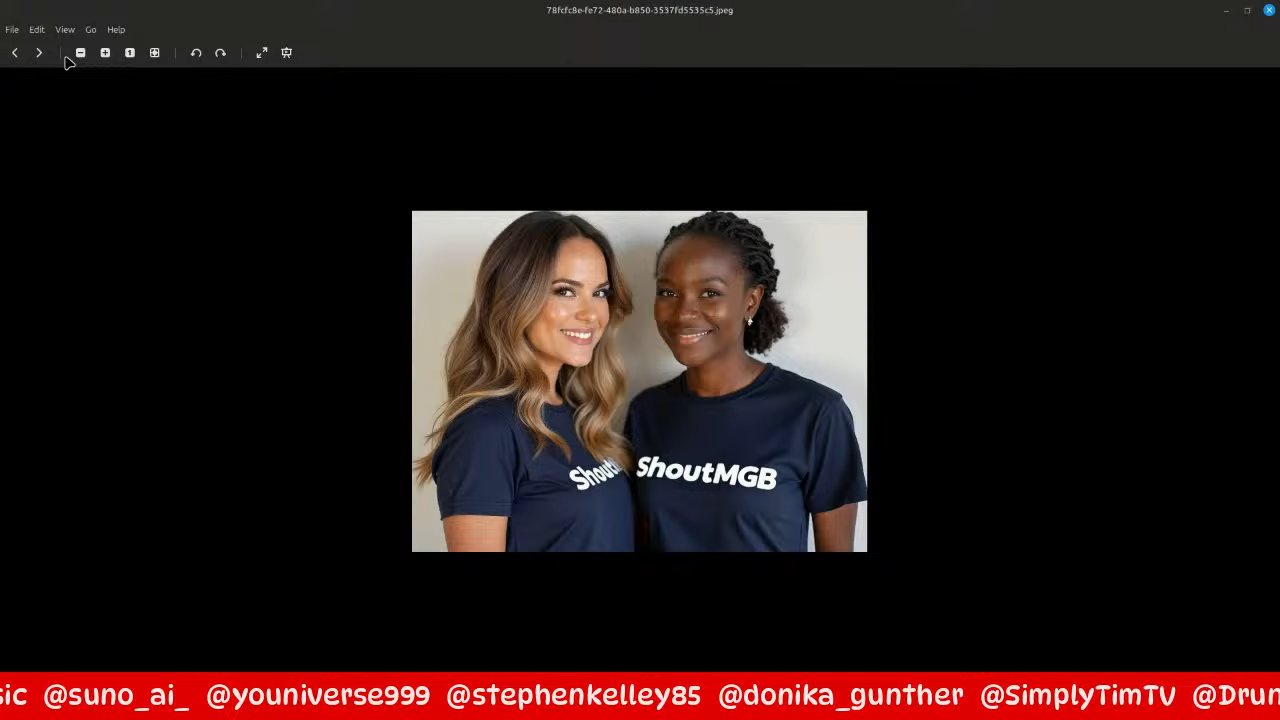 78fcfc8e-fe72-480a-b850-3537fd5535c5.jpeg
File Edit View Go Help
1
Shout
ShoutMGB
sic @suno_ai_ @youniverse999 @stephenkelley85 @donika_gunther @SimplyTimTV @Drun